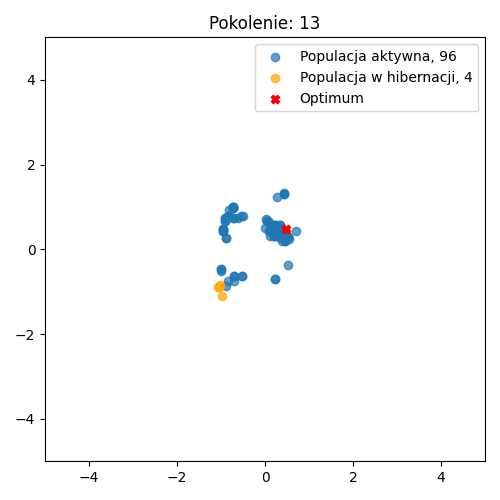 Pokolenie: 13
Populacja aktywna, 96
Populacja w hibernacji, 4
Optimum
4
2
0
−2
−4
−4 −2 0 2 4